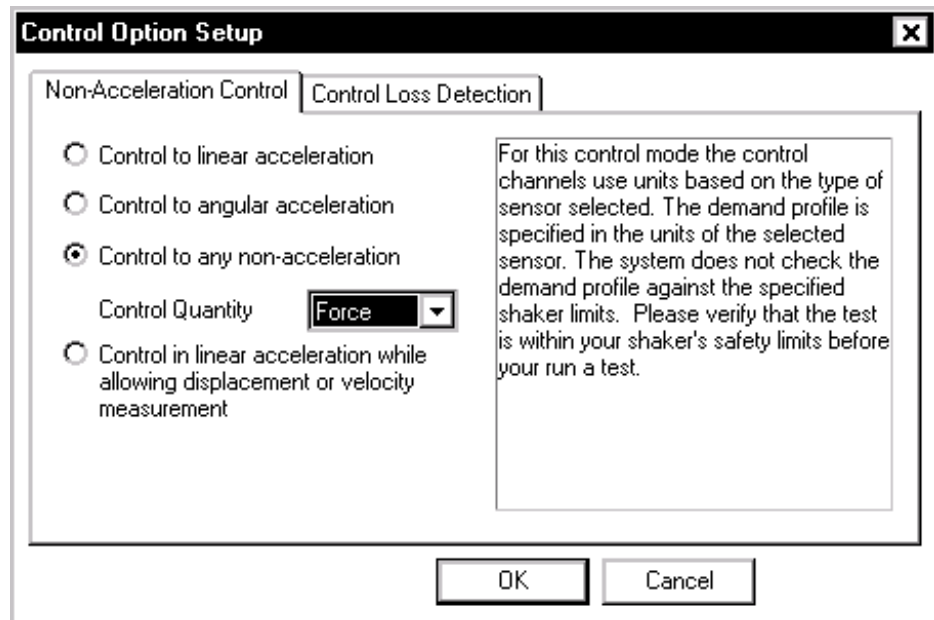 Control Option Setup
Non-Acceleration Control
Control Loss Detection
Control to linear acceleration
Control to angular acceleration
Control to any non-acceleration
Control Quantity
Force
Control in linear acceleration while
allowing displacement or velocity
measurement
For this control mode the control
channels use units based on the type of
sensor selected. The demand profile is
specified in the units of the selected
sensor. The system does not check the
demand profile against the specified
shaker limits.  Please verify that the test
is within your shaker's safety limits before
your run a test.
OK
Cancel